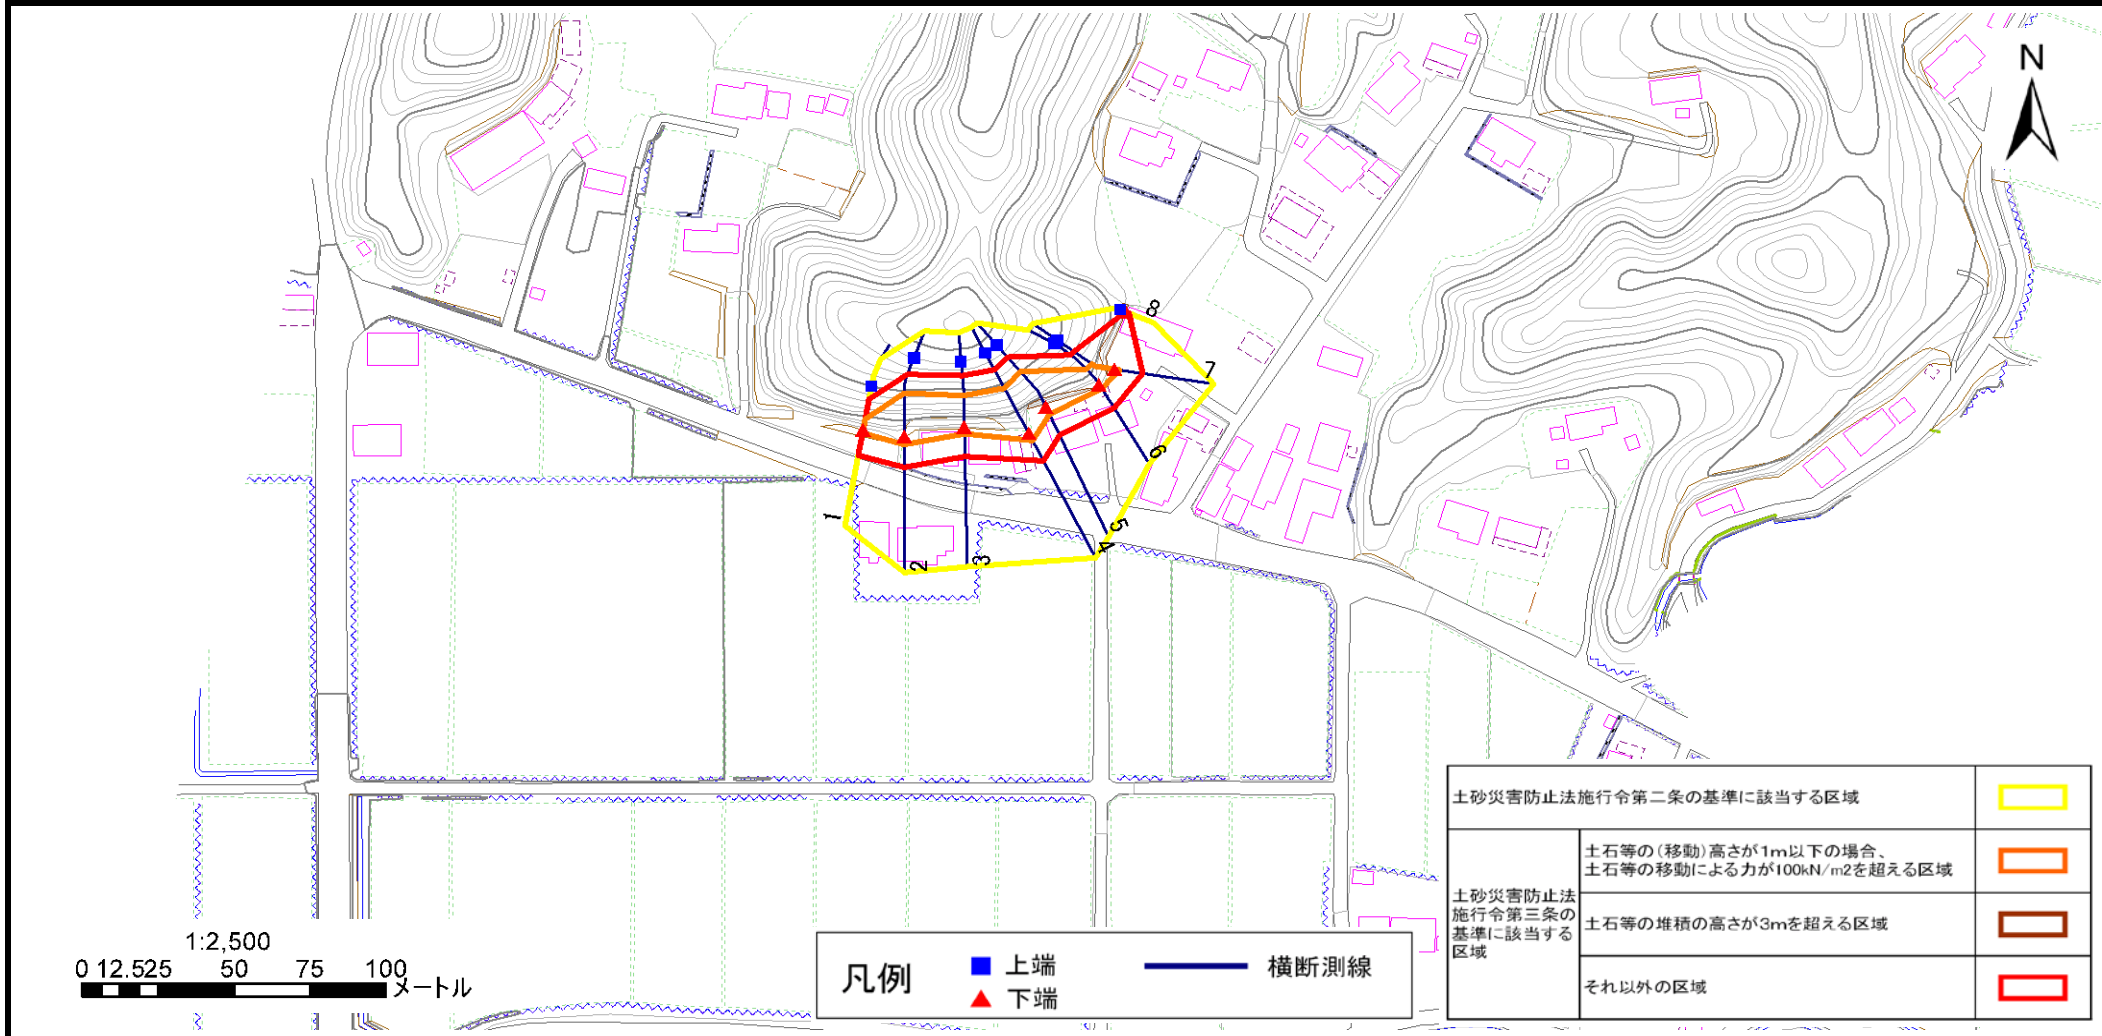 N
8
7
6
5
4
3
2
1
土砂災害防止法施行令第二条の基準に該当する区域
土砂災害防止法
施行令第三条の
基準に該当する
区域
土石等の(移動)高さが1m以下の場合、
土石等の移動による力が100kN/m2を超える区域
土石等の堆積の高さが3mを超える区域
それ以外の区域
1:2,500
0 12.525 50 75 100
メートル
凡例
上端
下端
横断測線